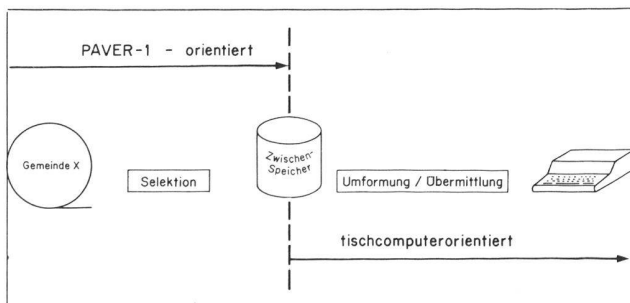 PAVER-1 - orientiert
Gemeinde X
Selektion
Zwischen-
Speicher
Umformung / Übermittlung
tischcomputerorientiert